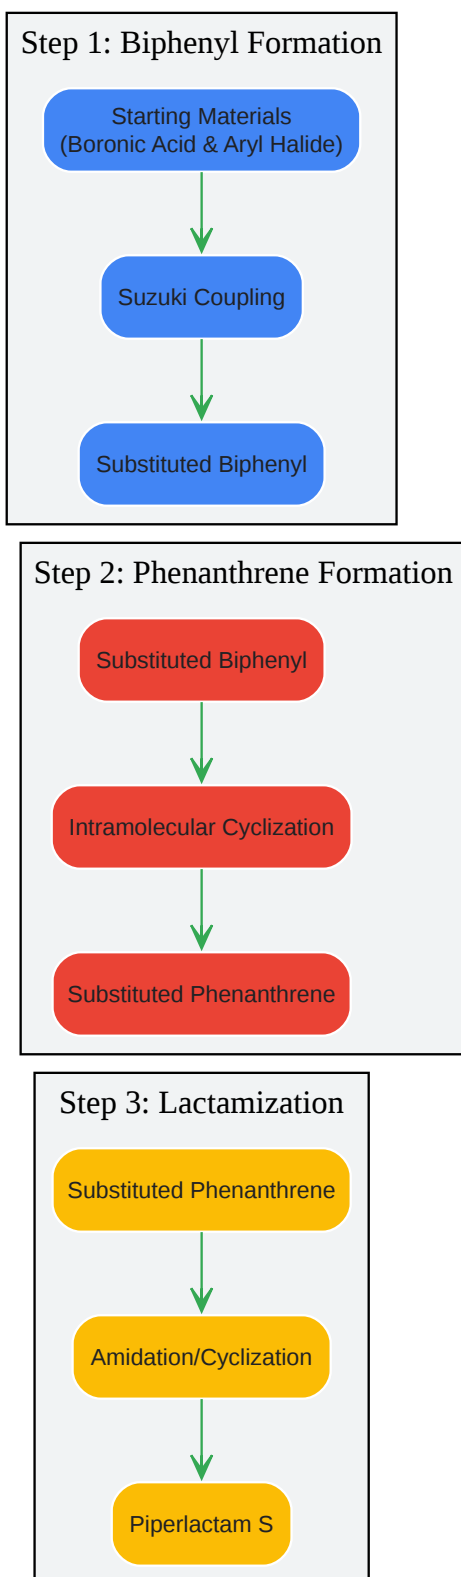 Step 1: Biphenyl Formation
Starting Materials
(Boronic Acid & Aryl Halide)
Suzuki Coupling
Substituted Biphenyl
Step 2: Phenanthrene Formation
Substituted Biphenyl
Intramolecular Cyclization
Substituted Phenanthrene
Step 3: Lactamization
Substituted Phenanthrene
Amidation/Cyclization
Piperlactam S